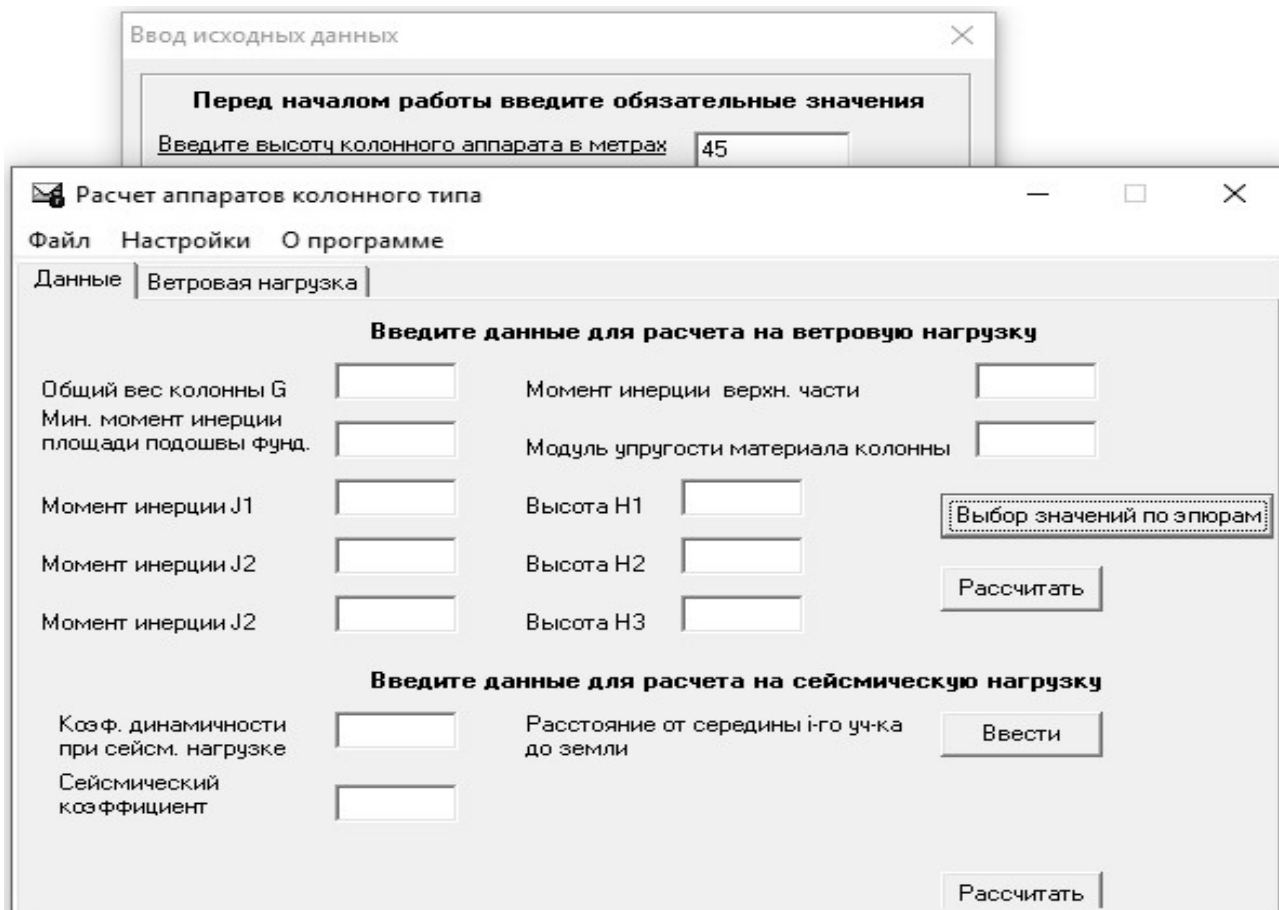 Ввод исходных данных
Перед началом работы введите обязательные значения
Введите высоту колонного аппарата в метрах 45
Расчет аппаратов колонного типа
Файл Настройки О программе
Данные Ветровая нагрузка
Введите данные для расчета на ветровую нагрузку
Общий вес колонны G
Момент инерции верхн. части
Мин. момент инерции
площади подошвы фунд.
Модуль упругости материала колонны
Момент инерции J1
Высота H1
Выбор значений по эпюрам
Момент инерции J2
Высота H2
Рассчитать
Момент инерции J2
Высота H3
Введите данные для расчета на сейсмическую нагрузку
Коэф. динамичности
при сейсм. нагрузке
Расстояние от середины i-го уч-ка
до земли
Ввести
Сейсмический
коэффициент
Рассчитать